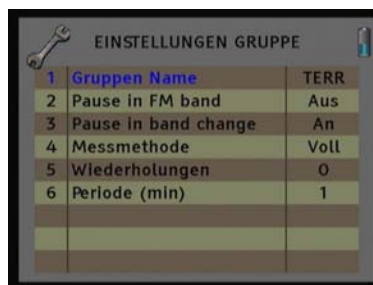 EINSTELLUNGEN GRUPPE
1 Gruppen Name TERR
2 Pause in FM band Aus
3 Pause in band change An
4 Messmethode Voll
5 Wiederholungen 0
6 Periode (min) 1